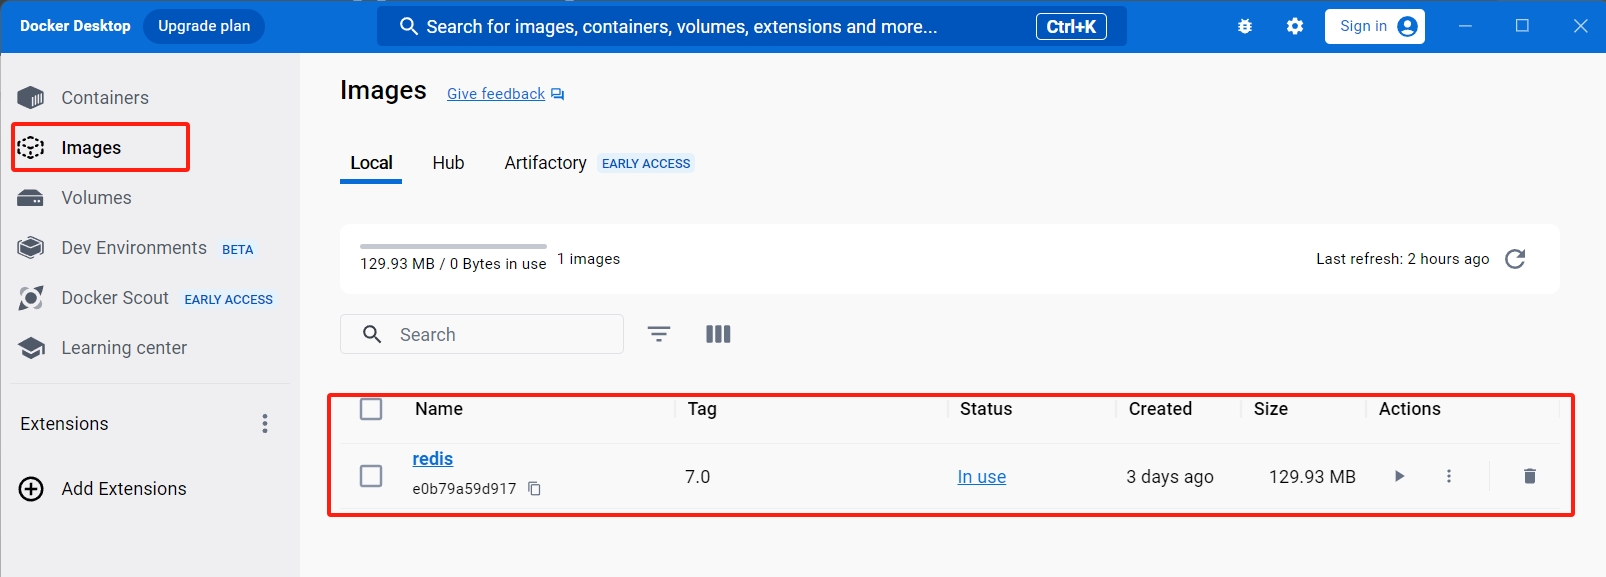 Docker Desktop Upgrade plan Search for images, containers, volumes, extensions and more... Ctrl+K Sign in
Containers
Images
Volumes
Dev Environments BETA
Docker Scout EARLY ACCESS
Learning center
Extensions
Add Extensions
Images Give feedback
Local Hub Artifactory EARLY ACCESS
129.93 MB / 0 Bytes in use 1 images Last refresh: 2 hours ago
Search
Name Tag Status Created Size Actions
redis
e0b79a59d917 7.0 In use 3 days ago 129.93 MB